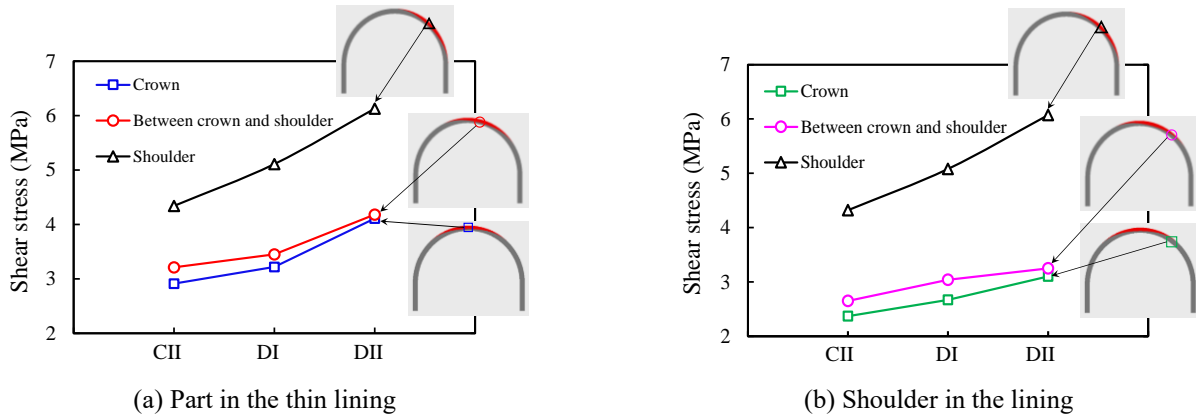 7
6
5
4
3
2
Shear stress (MPa)
Crown
Between crown and shoulder
Shoulder
CII DI DII
(a) Part in the thin lining
7
6
5
4
3
2
Shear stress (MPa)
Crown
Between crown and shoulder
Shoulder
CII DI DII
(b) Shoulder in the lining